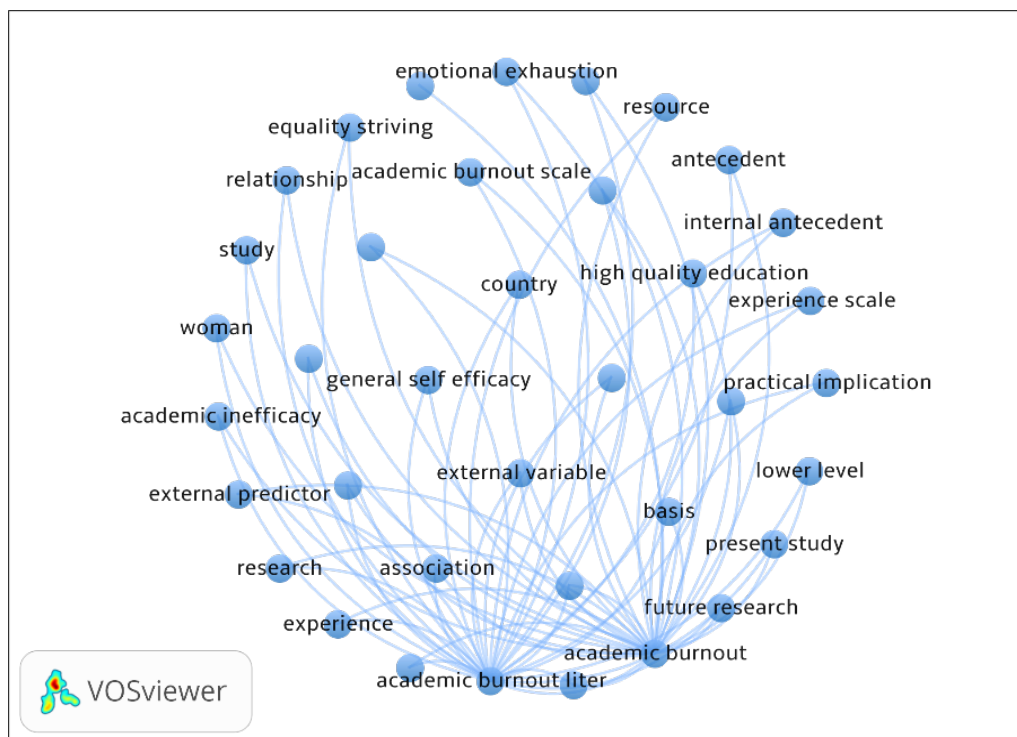 emotional exhaustion
resource
equality striving
antecedent
relationship
academic burnout scale
internal antecedent
study
high quality education
country
experience scale
woman
general self efficacy
practical implication
academic inefficacy
external variable
lower level
external predictor
basis
present study
research
association
future research
experience
academic burnout
academic burnout liter
VOSviewer